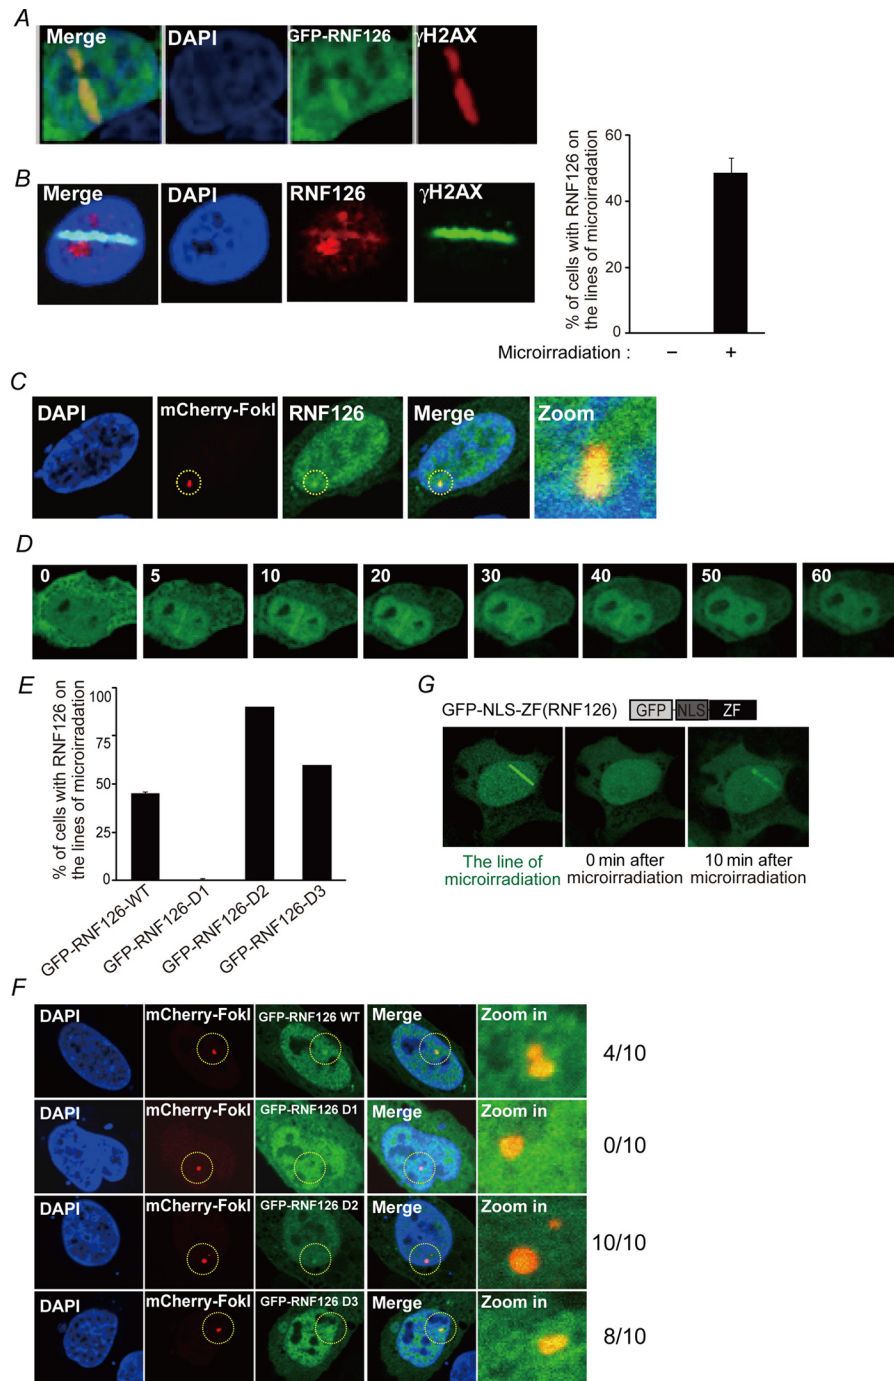 A
Merge
DAPI
GFP-RNF126
γH2AX
B
Merge
DAPI
RNF126
γH2AX
% of cells with RNF126 on
the lines of microirradiation
60
40
20
0
Microirradiation : − +
C
DAPI
mCherry-FokI
RNF126
Merge
Zoom
D
0
5
10
20
30
40
50
60
E
% of cells with RNF126 on
the lines of microirradiation
100
75
50
25
0
GFP-RNF126-WT
GFP-RNF126-D1
GFP-RNF126-D2
GFP-RNF126-D3
G
GFP-NLS-ZF(RNF126)
GFP
NLS
ZF
The line of
microirradiation
0 min after
microirradiation
10 min after
microirradiation
F
DAPI
mCherry-FokI
GFP-RNF126 WT
Merge
Zoom in
4/10
DAPI
mCherry-FokI
GFP-RNF126 D1
Merge
Zoom in
0/10
DAPI
mCherry-FokI
GFP-RNF126 D2
Merge
Zoom in
10/10
DAPI
mCherry-FokI
GFP-RNF126 D3
Merge
Zoom in
8/10